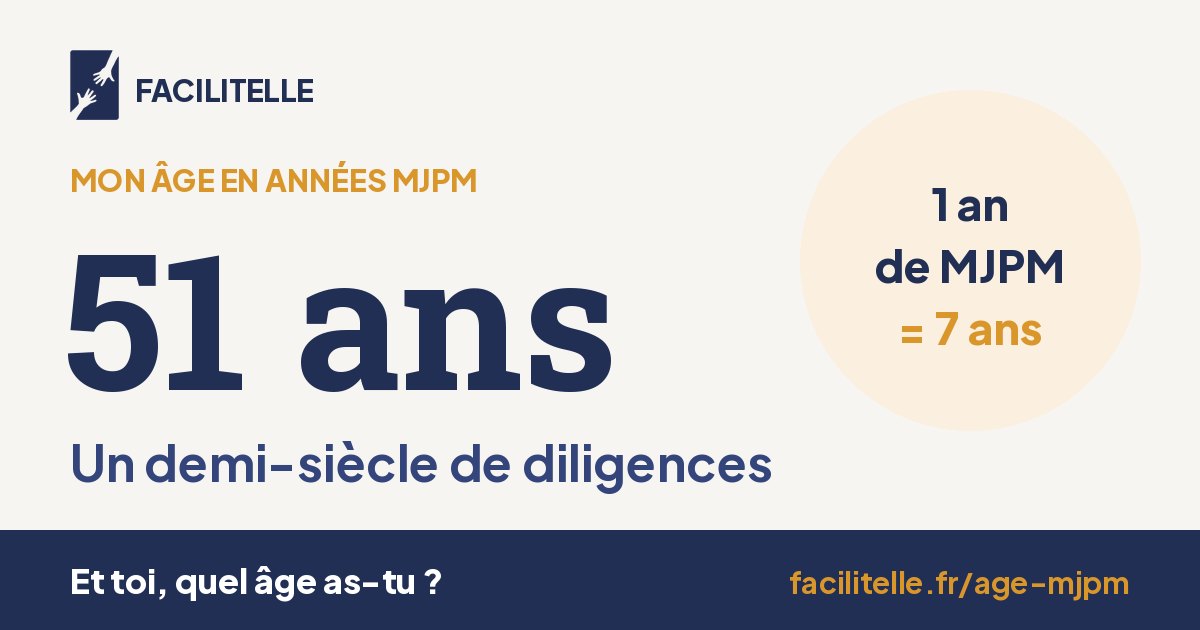 FACILITELLE
MON ÂGE EN ANNÉES MJPM
51 ans
Un demi-siècle de diligences
1 an
de MJPM
= 7 ans
Et toi, quel âge as-tu ?
facilitelle.fr/age-mjpm